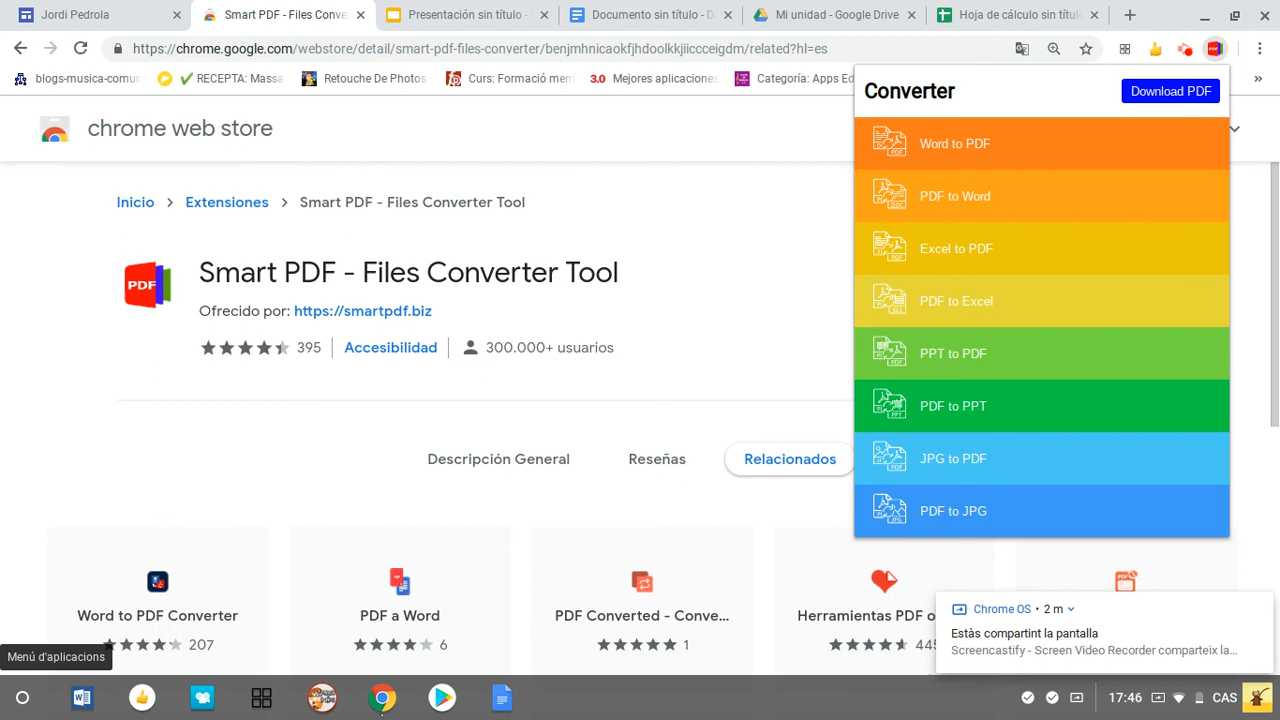 Jordi Pedrola
Smart PDF - Files Conve
Presentación sin título -
Documento sin título - D
Mi unidad - Google Drive
Hoja de cálculo sin títul
https://chrome.google.com/webstore/detail/smart-pdf-files-converter/benjmhnicaokfjhdoolkkjiiccceigdm/related?hl=es
blogs-musica-comun
✓ RECEPTA: Massa
Retouche De Photos
Curs: Formació men
3.0 Mejores aplicaciones
Categoría: Apps Ed
»
chrome web store
Converter
Download PDF
Word to PDF
PDF to Word
Excel to PDF
PDF to Excel
PPT to PDF
PDF to PPT
JPG to PDF
PDF to JPG
Inicio > Extensiones > Smart PDF - Files Converter Tool
PDF
Smart PDF - Files Converter Tool
Ofrecido por: https://smartpdf.biz
395 Accesibilidad 300.000+ usuarios
Descripción General
Reseñas
Relacionados
Word to PDF Converter
207
PDF a Word
6
PDF Converted - Conve...
1
Herramientas PDF o
445
Chrome OS • 2 m
Estàs compartint la pantalla
Screencastify - Screen Video Recorder comparteix la...
Menú d'aplicacions
17:46
CAS